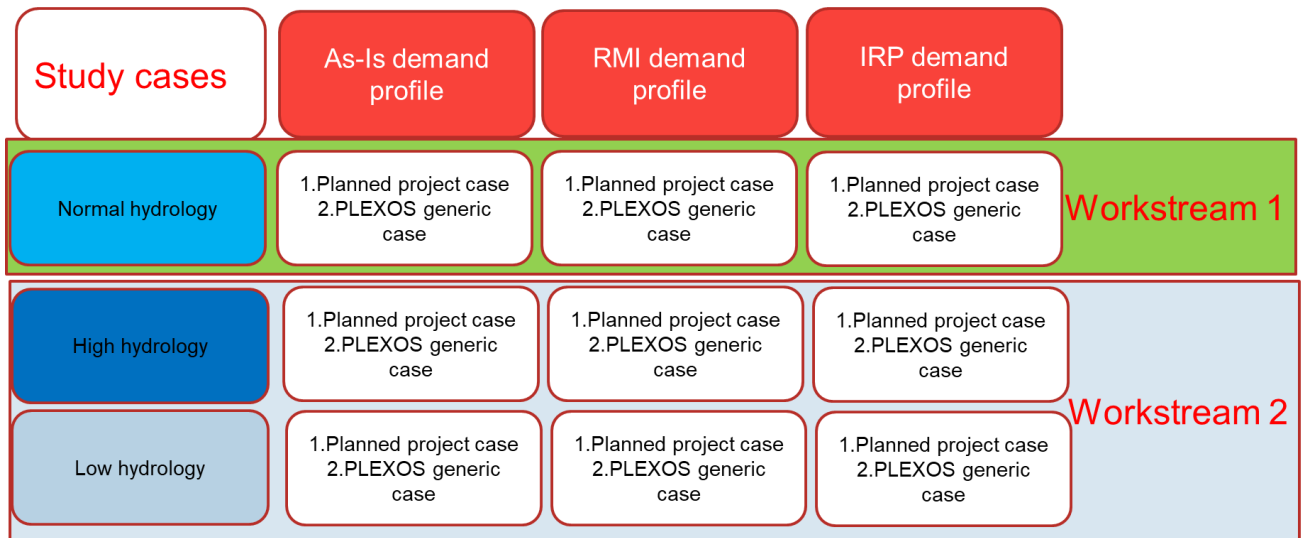 Study cases
As-Is demand
profile
RMI demand
profile
IRP demand
profile
Normal hydrology
1.Planned project case
2.PLEXOS generic
case
1.Planned project case
2.PLEXOS generic
case
1.Planned project case
2.PLEXOS generic
case
Workstream 1
High hydrology
1.Planned project case
2.PLEXOS generic
case
1.Planned project case
2.PLEXOS generic
case
1.Planned project case
2.PLEXOS generic
case
Workstream 2
Low hydrology
1.Planned project case
2.PLEXOS generic
case
1.Planned project case
2.PLEXOS generic
case
1.Planned project case
2.PLEXOS generic
case